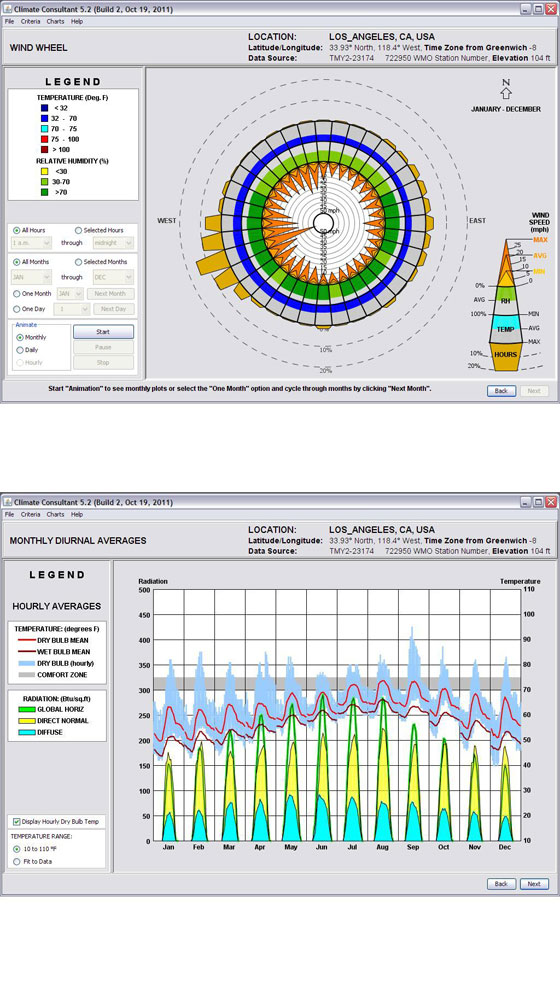 Climate Consultant 5.2 (Build 2, Oct 19, 2011)
File Criteria Charts Help
WIND WHEEL
LOCATION: LOS_ANGELES, CA, USA
Latitude/Longitude: 33.93° North, 118.4° West, Time Zone from Greenwich -8
Data Source: TMY2-23174 722950 WMO Station Number, Elevation 104 ft
LEGEND
TEMPERATURE (Deg. F)
< 32
32 - 70
70 - 75
75 - 100
> 100
RELATIVE HUMIDITY (%)
<30
30-70
>70
All Hours Selected Hours
1 a.m. through midnight
All Months Selected Months
JAN through DEC
One Month JAN Next Month
One Day 1 Next Day
Animate
Monthly
Daily
Hourly
Start
Pause
Stop
N
JANUARY - DECEMBER
WEST
EAST
mph
mph
0%
10%
20%
WIND
SPEED
(mph)
MAX
25
20
15
10
5
0
AVG
AVG
0%
AVG
RH
100%
MIN
TEMP
AVG
MAX
HOURS
10%
20%
Start "Animation" to see monthly plots or select the "One Month" option and cycle through months by clicking "Next Month".
Back Next
Climate Consultant 5.2 (Build 2, Oct 19, 2011)
File Criteria Charts Help
MONTHLY DIURNAL AVERAGES
LOCATION: LOS_ANGELES, CA, USA
Latitude/Longitude: 33.93° North, 118.4° West, Time Zone from Greenwich -8
Data Source: TMY2-23174 722950 WMO Station Number, Elevation 104 ft
LEGEND
HOURLY AVERAGES
TEMPERATURE: (degrees F)
DRY BULB MEAN
WET BULB MEAN
DRY BULB (hourly)
COMFORT ZONE
RADIATION: (Btu/sq.ft)
GLOBAL HORIZ
DIRECT NORMAL
DIFFUSE
Display Hourly Dry Bulb Temp
TEMPERATURE RANGE:
10 to 110 °F
Fit to Data
Radiation Temperature
500 110
450 100
400 90
350 80
300 70
250 60
200 50
150 40
100 30
50 20
0 10
Jan Feb Mar Apr May Jun Jul Aug Sep Oct Nov Dec
Back Next